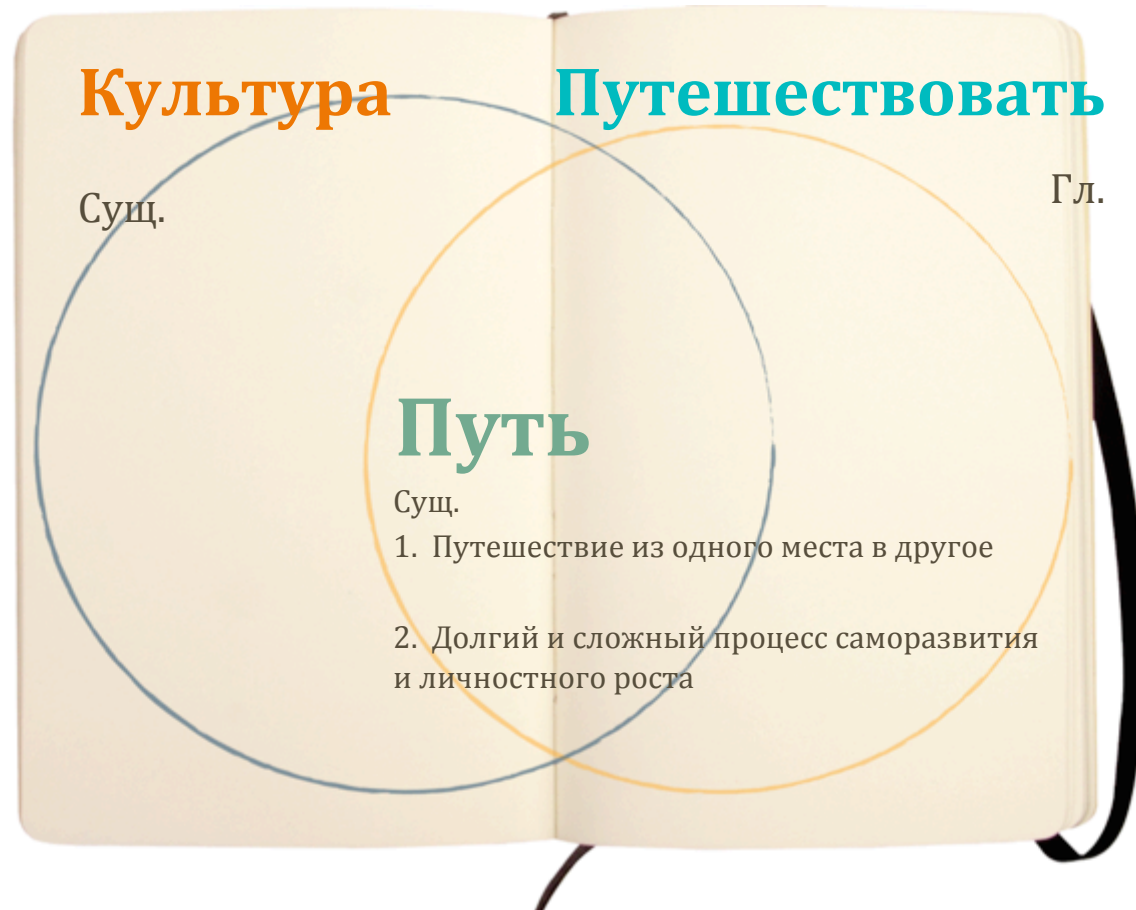 Культура
Путешествовать
Сущ.
Гл.
Путь
Сущ.
1. Путешествие из одного места в другое
2. Долгий и сложный процесс саморазвития
и личностного роста